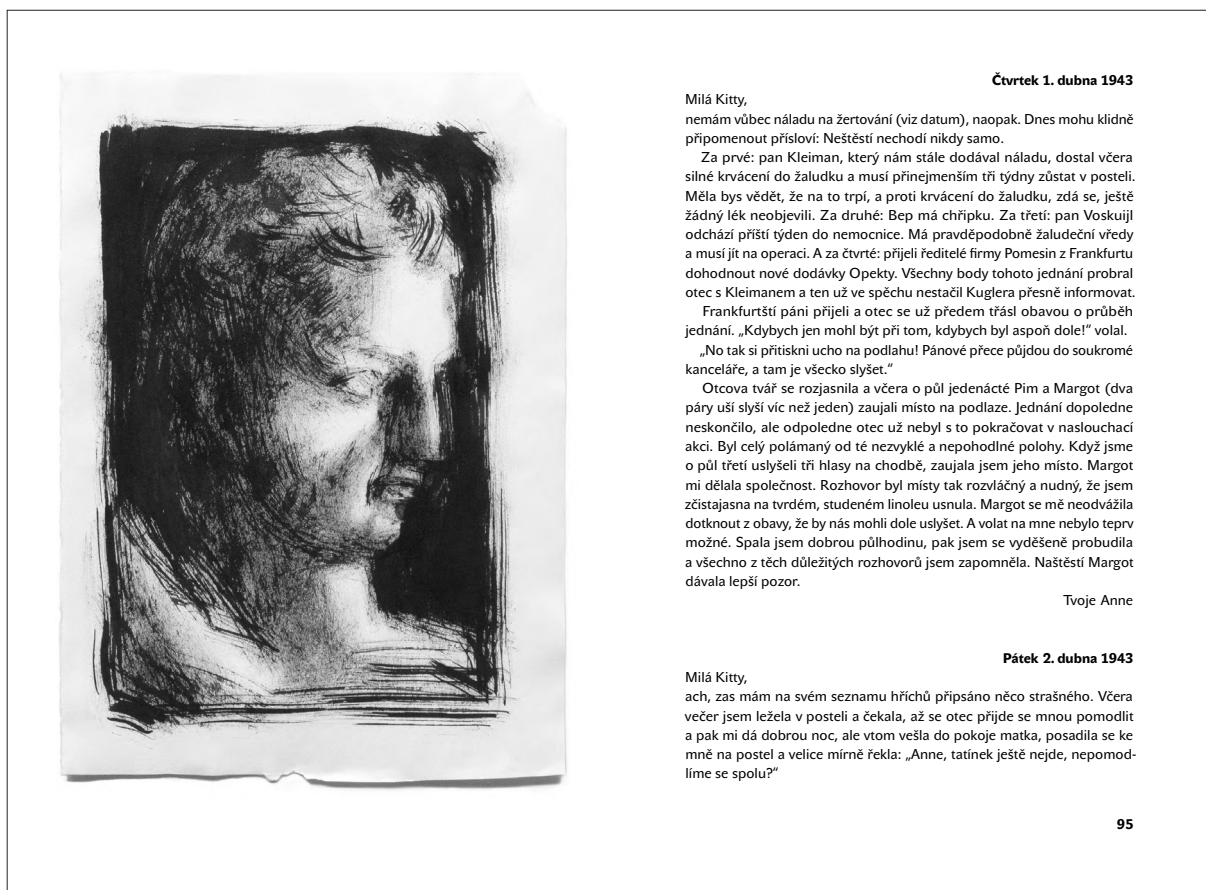 Čtvrtek 1. dubna 1943
Milá Kitty,
nemám vůbec náladu na žertování (viz datum), naopak. Dnes mohu klidně
připomenout přísloví: Neštěstí nechodí nikdy samo.
Za prvé: pan Kleiman, který nám stále dodával náladu, dostal včera
silné krvácení do žaludku a musí přinejmenším tři týdny zůstat v posteli.
Měla bys vědět, že na to trpí, a proti krvácení do žaludku, zdá se, ještě
žádný lék neobjevili. Za druhé: Bep má chřipku. Za třetí: pan Voskuijl
odchází příští týden do nemocnice. Má pravděpodobně žaludeční vředy
a musí jít na operaci. A za čtvrté: přijeli ředitelé firmy Pomesin z Frankfurtu
dohodnout nové dodávky Opekty. Všechny body tohoto jednání probral
otec s Kleimanem a ten už ve spěchu nestačil Kuglera přesně informovat.
Frankfurtští páni přijeli a otec se už předem třásl obavou o průběh
jednání. „Kdybych jen mohl být při tom, kdybych byl aspoň dole!“ volal.
„No tak si přitiskni ucho na podlahu! Pánové přece půjdou do soukromé
kanceláře, a tam je všecko slyšet.“
Otcova tvář se rozjasnila a včera o půl jedenácté Pim a Margot (dva
páry uší slyší víc než jeden) zaujali místo na podlaze. Jednání dopoledne
neskončilo, ale odpoledne otec už nebyl s to pokračovat v naslouchací
akci. Byl celý polámaný od té nezvyklé a nepohodlné polohy. Když jsme
o půl třetí uslyšeli tři hlasy na chodbě, zaujala jsem jeho místo. Margot
mi dělala společnost. Rozhovor byl místy tak rozvláčný a nudný, že jsem
zčistajasna na tvrdém, studeném linoleu usnula. Margot se mě neodvážila
dotknout z obavy, že by nás mohli dole uslyšet. A volat na mne nebylo teprv
možné. Spala jsem dobrou půlhodinu, pak jsem se vyděšeně probudila
a všechno z těch důležitých rozhovorů jsem zapomněla. Naštěstí Margot
dávala lepší pozor.
Tvoje Anne
Pátek 2. dubna 1943
Milá Kitty,
ach, zas mám na svém seznamu hříchů připsáno něco strašného. Včera
večer jsem ležela v posteli a čekala, až se otec přijde se mnou pomodlit
a pak mi dá dobrou noc, ale vtom vešla do pokoje matka, posadila se ke
mně na postel a velice mírně řekla: „Anne, tatínek ještě nejde, nepomod-
líme se spolu?“
95